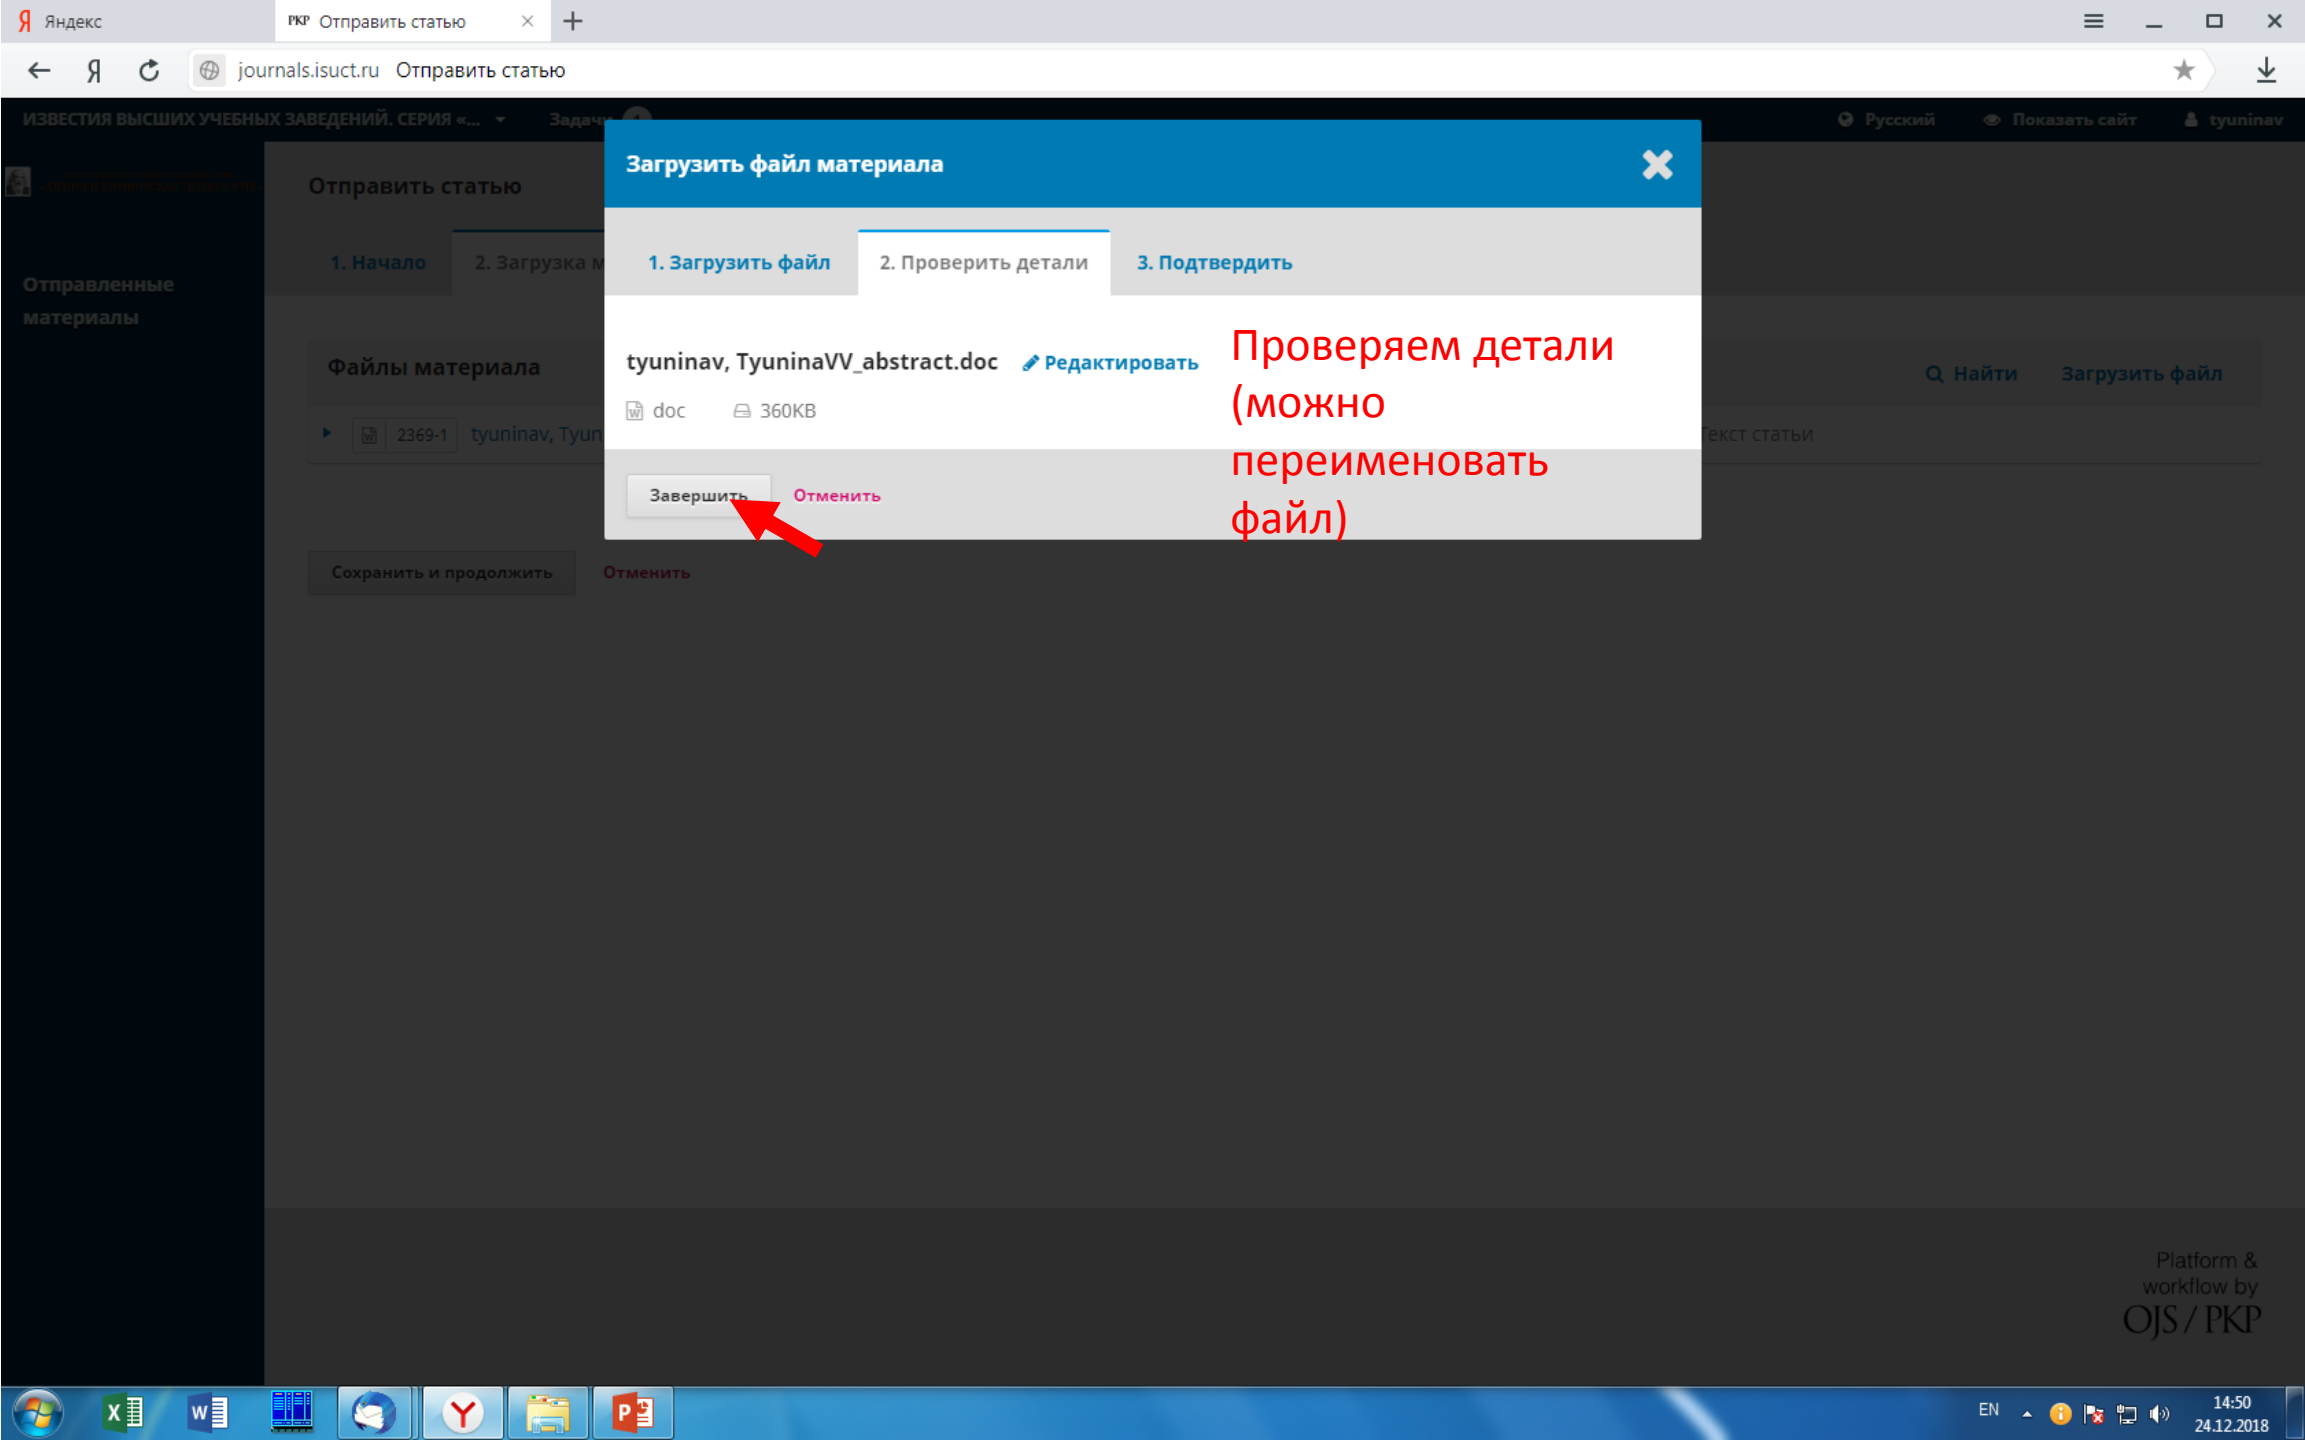 Яндекс
PKP Отправить статью
journals.isuct.ru Отправить статью
ИЗВЕСТИЯ ВЫСШИХ УЧЕБНЫХ ЗАВЕДЕНИЙ. СЕРИЯ «...
Задачи
Русский
Показать сайт
tyuninav
Отправить статью
1. Начало
2. Загрузка м
Отправленные
материалы
Файлы материала
Найти
Загрузить файл
2369-1
tyuninav, Tyun
Текст статьи
Сохранить и продолжить
Отменить
Загрузить файл материала
1. Загрузить файл
2. Проверить детали
3. Подтвердить
tyuninav, TyuninaVV_abstract.doc
Редактировать
doc
360KB
Завершить
Отменить
Проверяем детали
(можно
переименовать
файл)
Platform &
workflow by
OJS / PKP
EN
14:50
24.12.2018